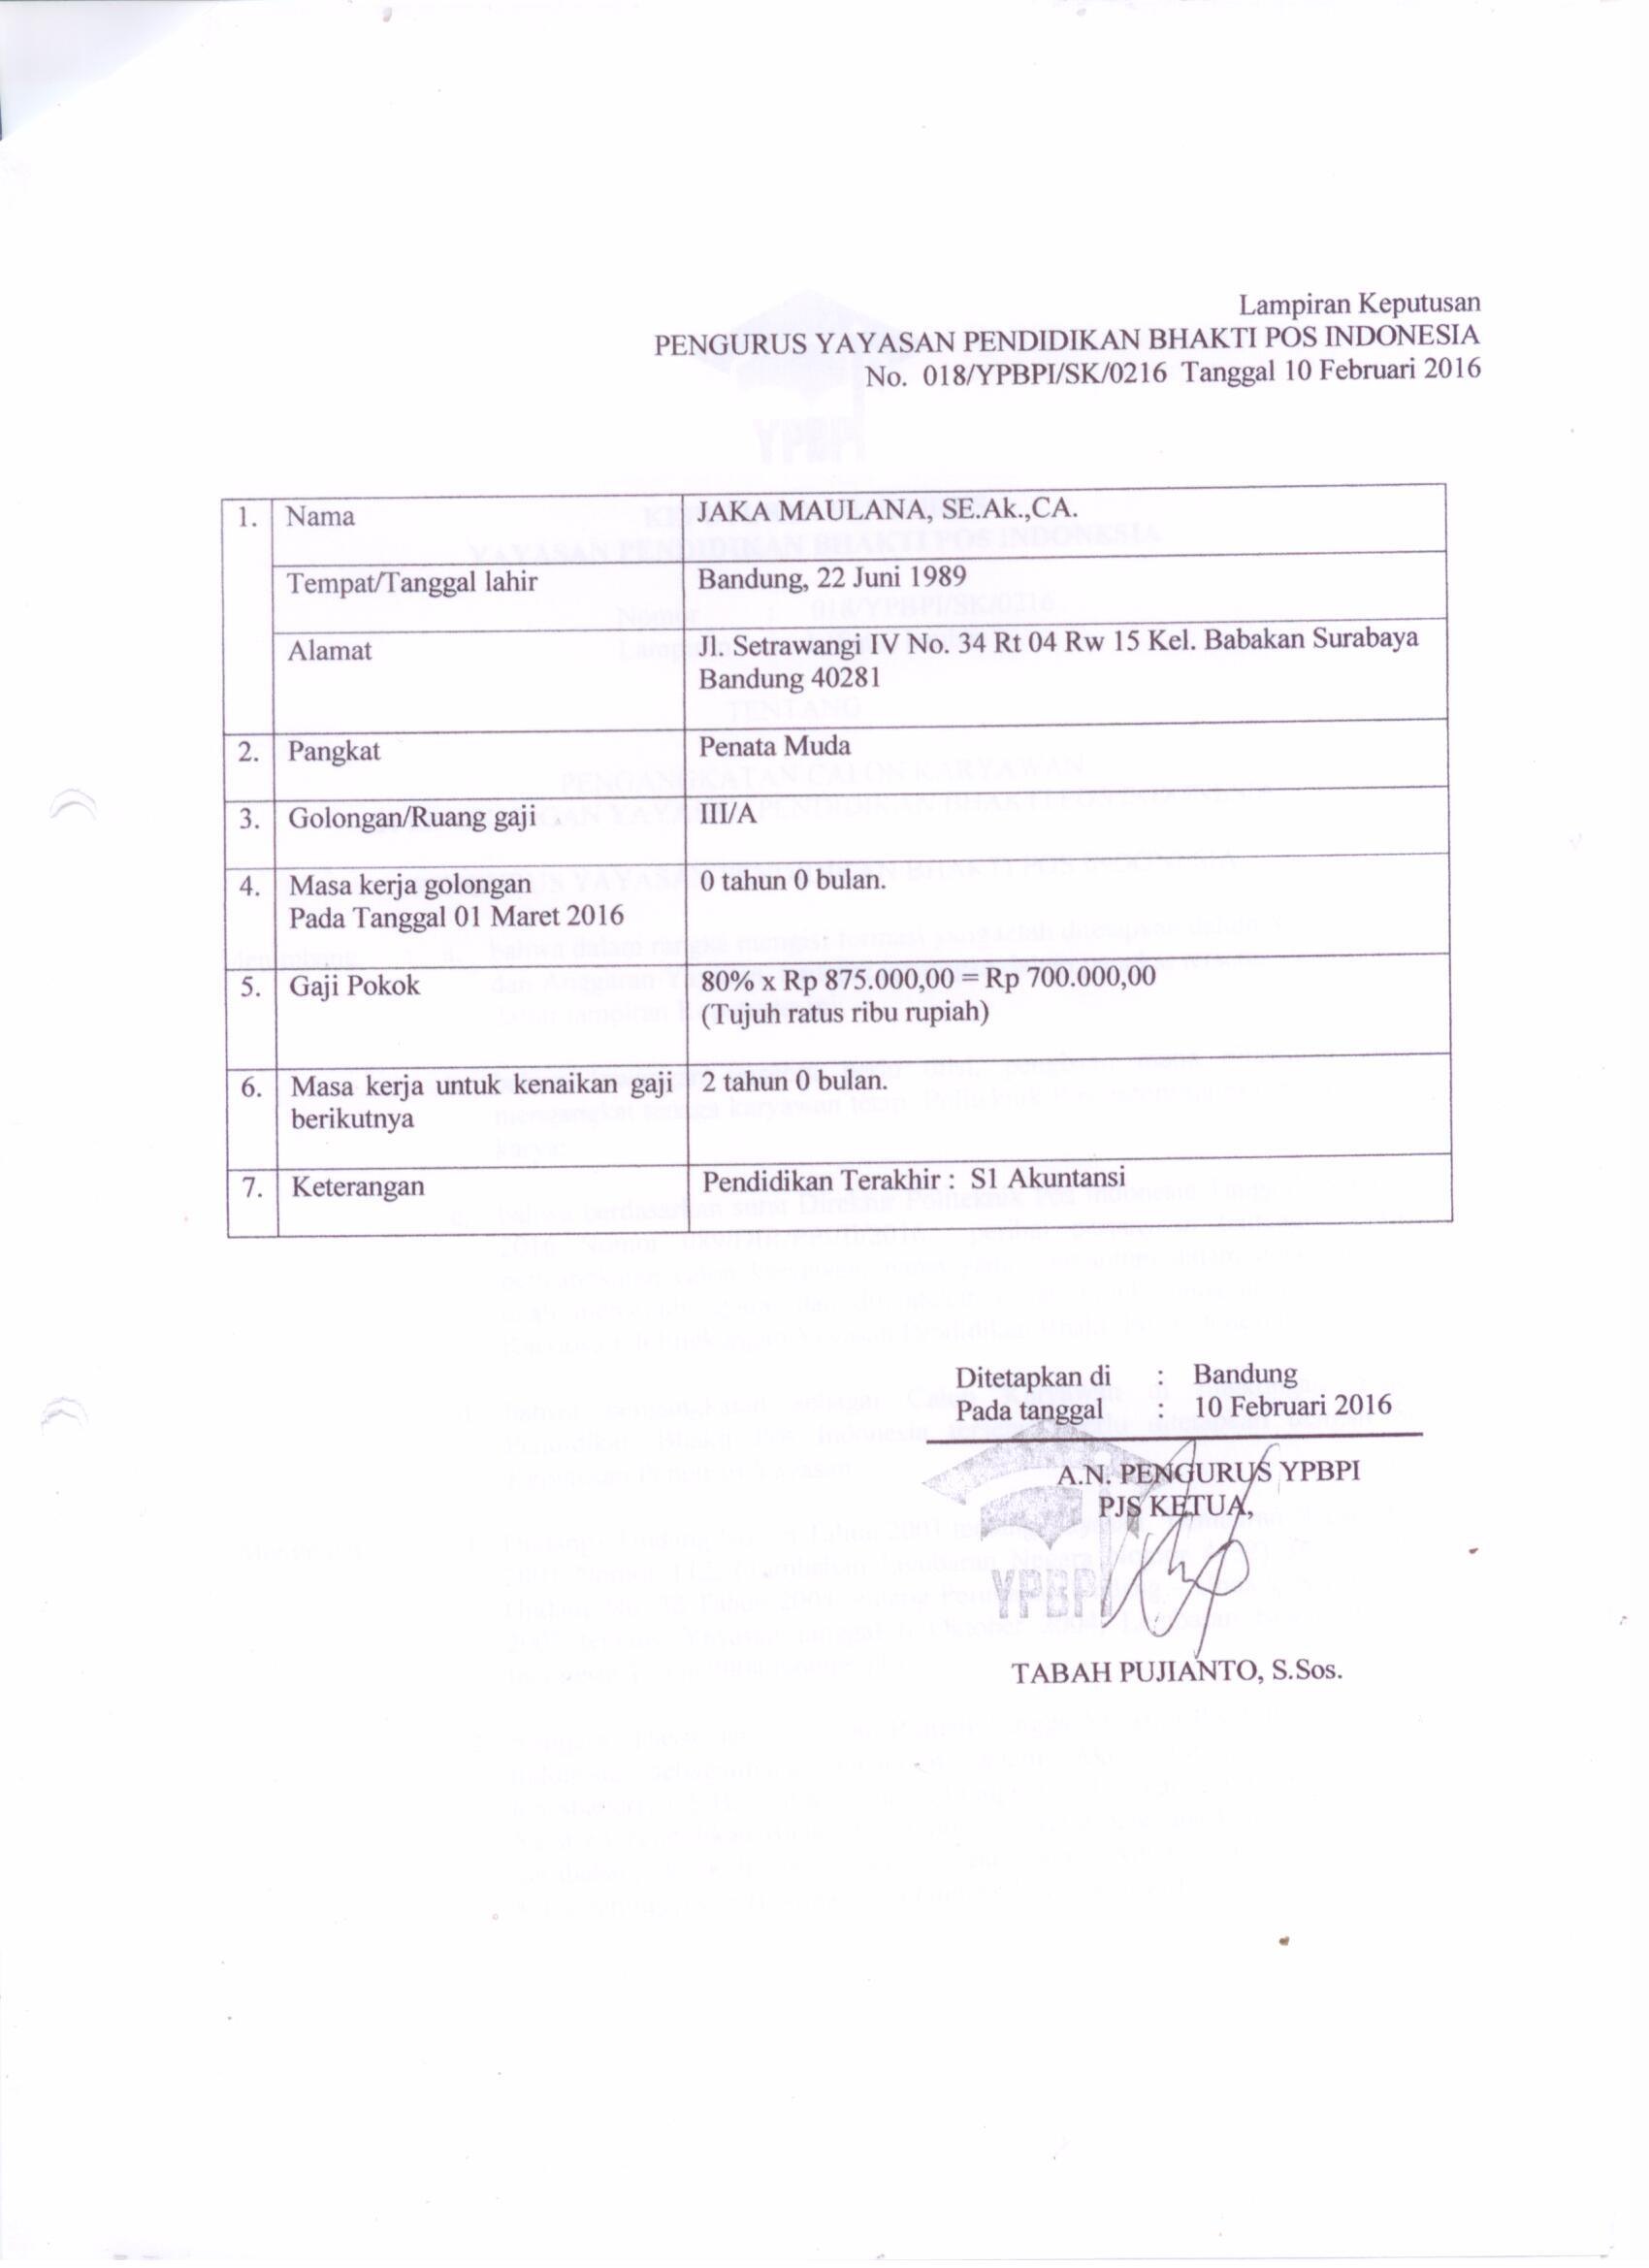 Lampiran Keputusan
PENGURUS YAYASAN PENDIDIKAN BHAKTI POS INDONESIA
No. 018/YPBPI/SK/0216 Tanggal 10 Februari 2016
1. Nama JAKA MAULANA, SE.Ak.,CA.
Tempat/Tanggal lahir Bandung, 22 Juni 1989
Alamat Jl. Setrawangi IV No. 34 Rt 04 Rw 15 Kel. Babakan Surabaya
Bandung 40281
2. Pangkat Penata Muda
3. Golongan/Ruang gaji III/A
4. Masa kerja golongan 0 tahun 0 bulan.
Pada Tanggal 01 Maret 2016
5. Gaji Pokok 80% x Rp 875.000,00 = Rp 700.000,00
(Tujuh ratus ribu rupiah)
6. Masa kerja untuk kenaikan gaji 2 tahun 0 bulan.
berikutnya
7. Keterangan Pendidikan Terakhir : S1 Akuntansi
Ditetapkan di : Bandung
Pada tanggal : 10 Februari 2016
A.N. PENGURUS YPBPI
PJS KETUA,
YPBPI
TABAH PUJIANTO, S.Sos.